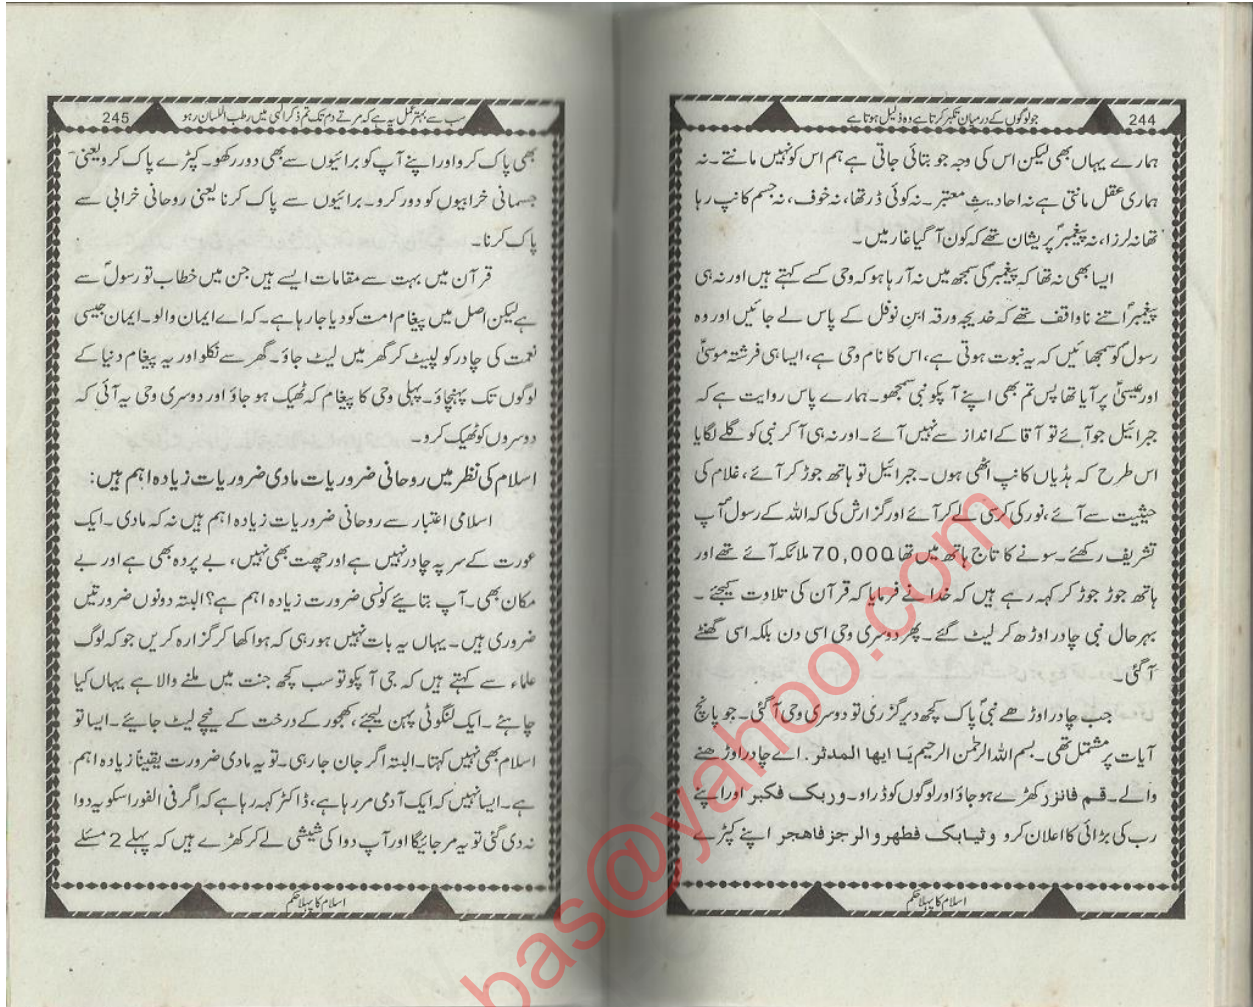 244
جو لوگوں کے درمیان تکبر کرتا ہے وہ ذلیل ہوتا ہے
ہمارے یہاں بھی لیکن اس کی وجہ جو بتائی جاتی ہے ہم اس کو نہیں مانتے۔ نہ
ہماری عقل مانتی ہے نہ احادیثِ معتبر۔ نہ کوئی ڈر تھا، نہ خوف، نہ جسم کانپ رہا
تھا نہ لرزا، نہ پیغمبرؐ پریشان تھے کہ کون آگیا غار میں۔
ایسا بھی نہ تھا کہ پیغمبرؐ کی سمجھ میں نہ آرہا ہو کہ وحی کسے کہتے ہیں اور نہ ہی
پیغمبرؐ اتنے ناواقف تھے کہ خدیجہ ورقہ ابنِ نوفل کے پاس لے جائیں اور وہ
رسولؐ کو سمجھائیں کہ یہ نبوت ہوتی ہے، اس کا نام وحی ہے، ایسا ہی فرشتہ موسیٰؑ
اور عیسیٰؑ پر آیا تھا پس تم بھی اپنے آپکو نبی سمجھو۔ ہمارے پاس روایت ہے کہ
جبرائیل جو آئے تو آقا کے انداز سے نہیں آئے۔ اور نہ ہی آکر نبی کو گلے لگایا
اس طرح کہ ہڈیاں کانپ اٹھی ہوں۔ جبرائیل تو ہاتھ جوڑ کر آئے، غلام کی
حیثیت سے آئے، نور کی کرسی لے کر آئے اور گزارش کی کہ اللہ کے رسولؐ آپ
تشریف رکھئے۔ سونے کا تاج ہاتھ میں تھا 70,000 ملائکہ آئے تھے اور
ہاتھ جوڑ جوڑ کر کہہ رہے ہیں کہ خدا نے فرمایا کہ قرآن کی تلاوت کیجئے۔
بہرحال نبی چادر اوڑھ کر لیٹ گئے۔ پھر دوسری وحی اسی دن بلکہ اسی گھنٹے
آگئی۔
جب چادر اوڑھے نبیؐ پاک کچھ دیر گزری تو دوسری وحی آگئی۔ جو پانچ
آیات پر مشتمل تھی۔ بسم اللہ الرحمٰن الرحیم یَا ایھا المدثر۔ اے چادر اوڑھنے
والے۔ قم فانزر کھڑے ہو جاؤ اور لوگوں کو ڈراو۔ وربک فکبر اور اپنے
رب کی بڑائی کا اعلان کرو وثیابک فطھر والرجز فاھجر اپنے کپڑے
اسلام کا پہلا حکم
245
سب سے بہتر عمل یہ ہے کہ مرتے دم تک تم ذکر الٰہی میں رطب اللسان رہو
بھی پاک کرو اور اپنے آپ کو برائیوں سے بھی دور رکھو۔ کپڑے پاک کرو یعنی
جسمانی خرابیوں کو دور کرو۔ برائیوں سے پاک کرنا یعنی روحانی خرابی سے
پاک کرنا۔
قرآن میں بہت سے مقامات ایسے ہیں جن میں خطاب تو رسولؐ سے
ہے لیکن اصل میں پیغام امت کو دیا جارہا ہے۔ کہ اے ایمان والو۔ ایمان جیسی
نعمت کی چادر کو لپیٹ کر گھر میں لیٹ جاؤ۔ گھر سے نکلو اور یہ پیغام دنیا کے
لوگوں تک پہنچاؤ۔ پہلی وحی کا پیغام کہ ٹھیک ہو جاؤ اور دوسری وحی یہ آئی کہ
دوسروں کو ٹھیک کرو۔
اسلام کی نظر میں روحانی ضروریات مادی ضروریات زیادہ اہم ہیں:
اسلامی اعتبار سے روحانی ضروریات زیادہ اہم ہیں نہ کہ مادی۔ ایک
عورت کے سر پہ چادر نہیں ہے اور چھت بھی نہیں، بے پردہ بھی ہے اور بے
مکان بھی۔ آپ بتایئے کونسی ضرورت زیادہ اہم ہے؟ البتہ دونوں ضرورتیں
ضروری ہیں۔ یہاں یہ بات نہیں ہورہی کہ ہوا کھا کر گزارہ کریں جو کہ لوگ
علماء سے کہتے ہیں کہ جی آپکو تو سب کچھ جنت میں ملنے والا ہے یہاں کیا
چاہئے۔ ایک لنگوٹی پہن لیجئے، کھجور کے درخت کے نیچے لیٹ جایئے۔ ایسا تو
اسلام بھی نہیں کہتا۔ البتہ اگر جان جارہی۔ تو یہ مادی ضرورت یقیناً زیادہ اہم
ہے۔ ایسا نہیں کہ ایک آدمی مر رہا ہے، ڈاکٹر کہہ رہا ہے کہ اگر فی الفور اسکو یہ دوا
نہ دی گئی تو یہ مرجائیگا اور آپ دوا کی شیشی لے کر کھڑے ہیں کہ پہلے 2 مسئلے
اسلام کا پہلا حکم
bas@yahoo.com